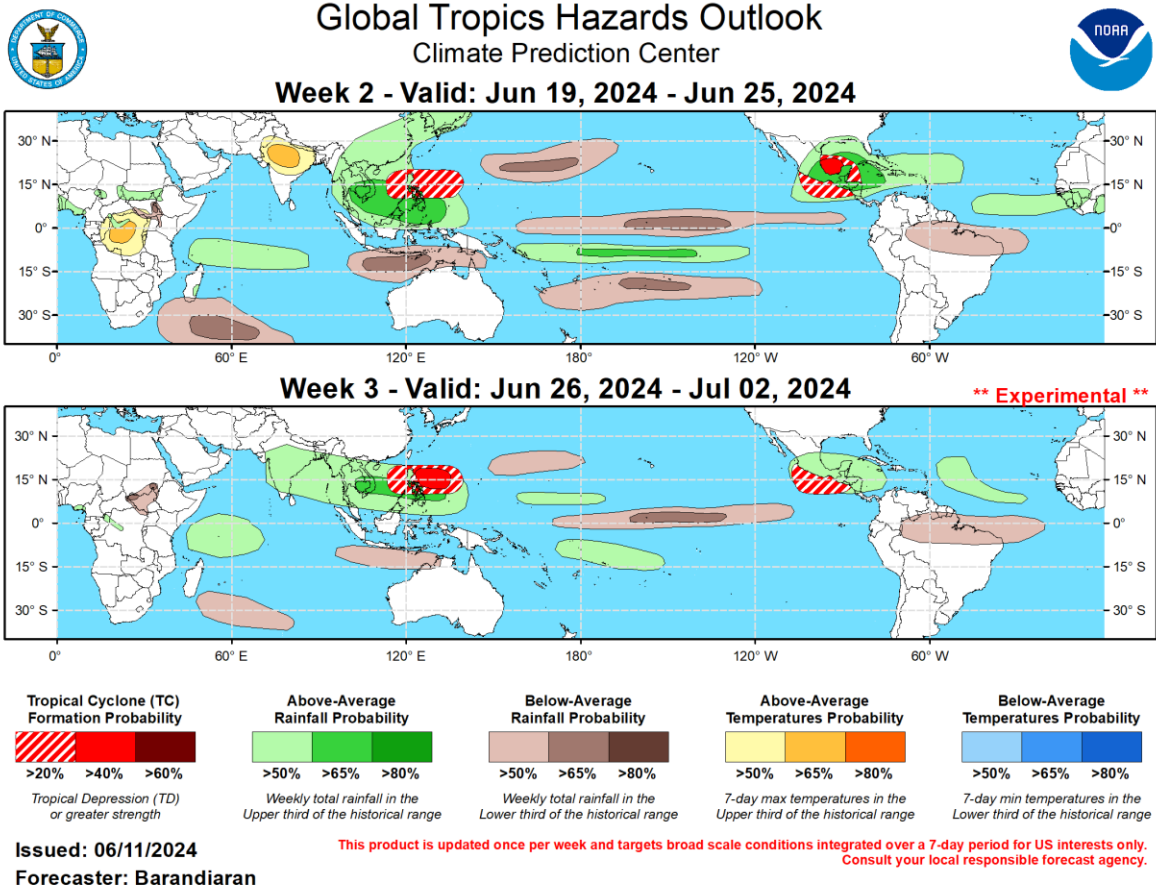 Global Tropics Hazards Outlook
Climate Prediction Center
DEPARTMENT OF COMMERCE
UNITED STATES OF AMERICA
NOAA
Week 2 - Valid: Jun 19, 2024 - Jun 25, 2024
30° N 30° N
15° N 15° N
0° 0°
15° S 15° S
30° S 30° S
0° 60° E 120° E 180° 120° W 60° W
Week 3 - Valid: Jun 26, 2024 - Jul 02, 2024
** Experimental **
30° N 30° N
15° N 15° N
0° 0°
15° S 15° S
30° S 30° S
0° 60° E 120° E 180° 120° W 60° W
Tropical Cyclone (TC)
Formation Probability
>20% >40% >60%
Tropical Depression (TD)
or greater strength
Above-Average
Rainfall Probability
>50% >65% >80%
Weekly total rainfall in the
Upper third of the historical range
Below-Average
Rainfall Probability
>50% >65% >80%
Weekly total rainfall in the
Lower third of the historical range
Above-Average
Temperatures Probability
>50% >65% >80%
7-day max temperatures in the
Upper third of the historical range
Below-Average
Temperatures Probability
>50% >65% >80%
7-day min temperatures in the
Lower third of the historical range
Issued: 06/11/2024
Forecaster: Barandiaran
This product is updated once per week and targets broad scale conditions integrated over a 7-day period for US interests only.
Consult your local responsible forecast agency.